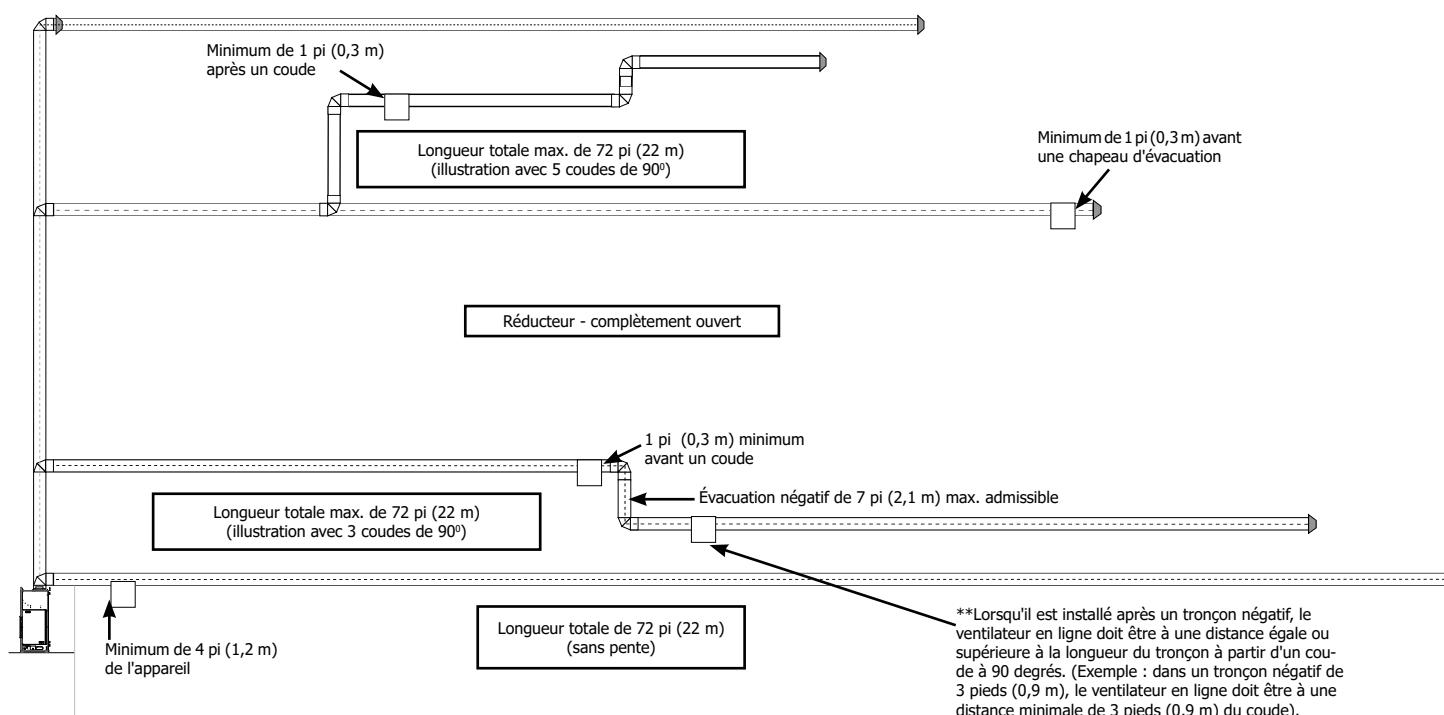 Minimum de 1 pi (0,3 m)
après un coude
Longueur totale max. de 72 pi (22 m)
(illustration avec 5 coudes de 90⁰)
Minimum de 1 pi (0,3 m) avant
une chapeau d'évacuation
Réducteur - complètement ouvert
1 pi (0,3 m) minimum
avant un coude
Évacuation négatif de 7 pi (2,1 m) max. admissible
Longueur totale max. de 72 pi (22 m)
(illustration avec 3 coudes de 90⁰)
Minimum de 4 pi (1,2 m)
de l'appareil
Longueur totale de 72 pi (22 m)
(sans pente)
**Lorsqu'il est installé après un tronçon négatif, le
ventilateur en ligne doit être à une distance égale ou
supérieure à la longueur du tronçon à partir d'un cou-
de à 90 degrés. (Exemple : dans un tronçon négatif de
3 pieds (0,9 m), le ventilateur en ligne doit être à une
distance minimale de 3 pieds (0,9 m) du coude).